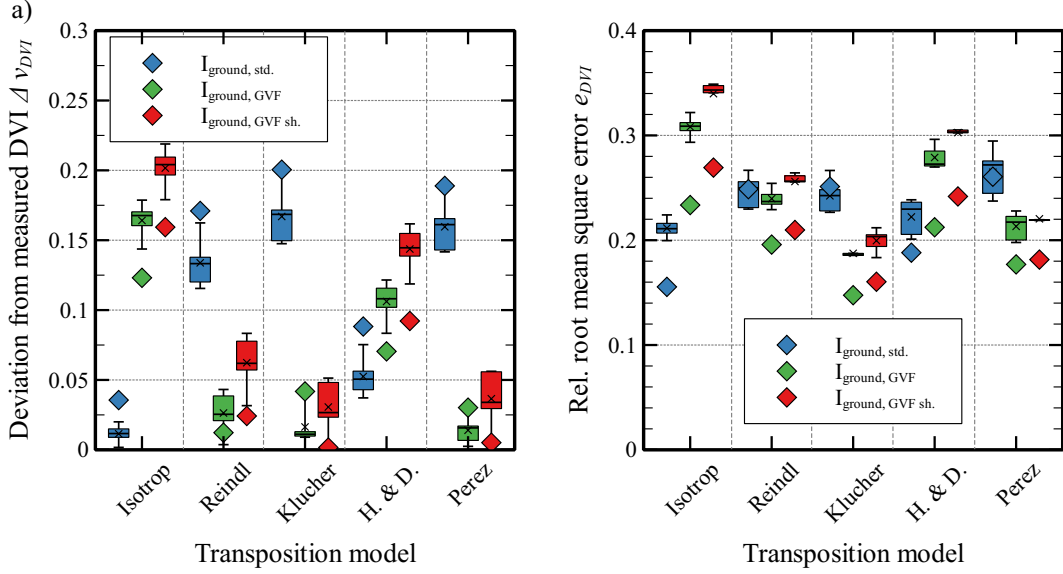 a)
Deviation from measured DVI Δ v_DVI
0.3
0.25
0.2
0.15
0.1
0.05
0
I_ground, std.
I_ground, GVF
I_ground, GVF sh.
Isotrop
Reindl
Klucher
H. & D.
Perez
Transposition model
Rel. root mean square error e_DVI
0.4
0.3
0.2
0.1
0
I_ground, std.
I_ground, GVF
I_ground, GVF sh.
Isotrop
Reindl
Klucher
H. & D.
Perez
Transposition model